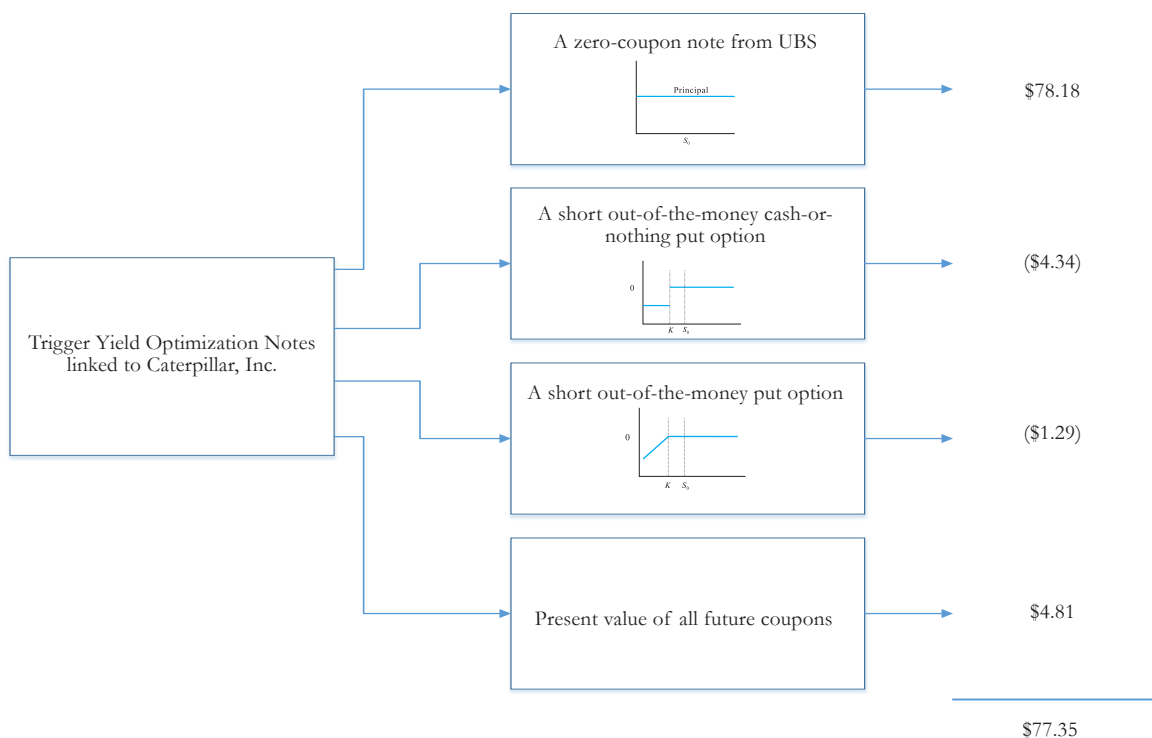 A zero-coupon note from UBS
Principal
S₀
$78.18
A short out-of-the-money cash-or-
nothing put option
0
K S₀
($4.34)
Trigger Yield Optimization Notes
linked to Caterpillar, Inc.
A short out-of-the-money put option
0
K S₀
($1.29)
Present value of all future coupons
$4.81
$77.35